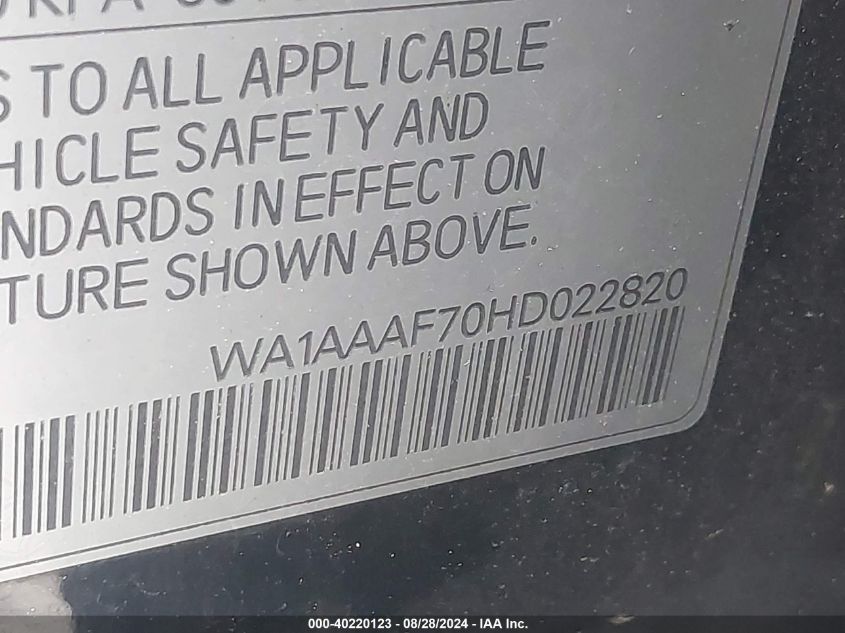 S TO ALL APPLICABLE
HICLE SAFETY AND
NDARDS IN EFFECT ON
TURE SHOWN ABOVE.
WA1AAAF70HD022820
000-40220123 - 08/28/2024 - IAA Inc.